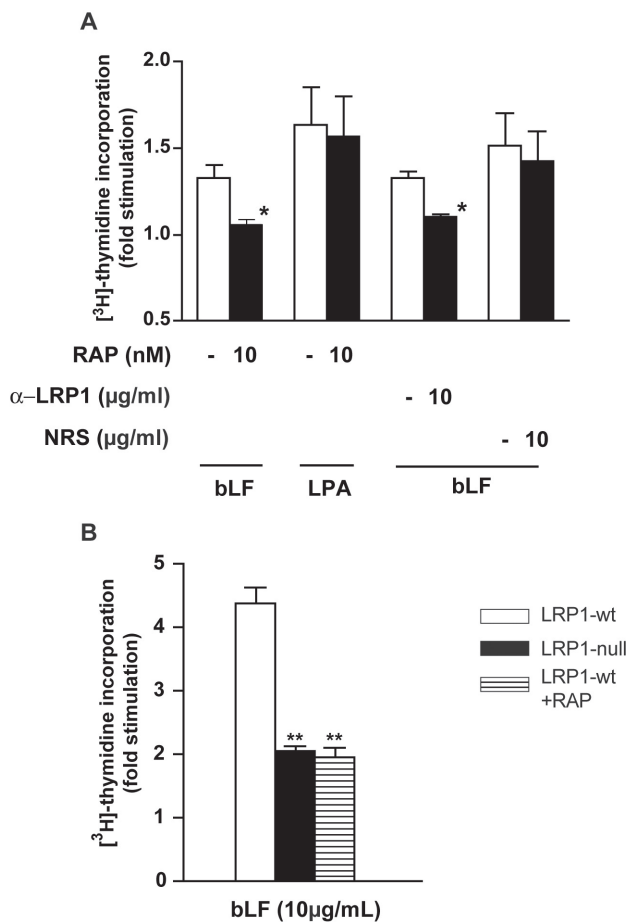 A
[³H]-thymidine incorporation
(fold stimulation)
2.0
1.5
1.0
0.5
*
*
RAP (nM) - 10 - 10
α–LRP1 (µg/ml) - 10
NRS (µg/ml) - 10
bLF LPA bLF
B
[³H]-thymidine incorporation
(fold stimulation)
5
4
3
2
1
0
** **
bLF (10µg/mL)
LRP1-wt
LRP1-null
LRP1-wt
+RAP